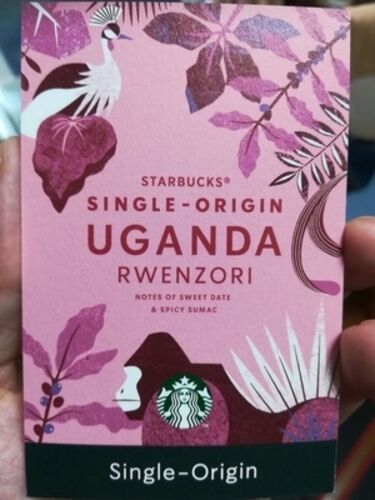 STARBUCKS®
SINGLE-ORIGIN
UGANDA
RWENZORI
NOTES OF SWEET DATE
& SPICY SUMAC
Single-Origin